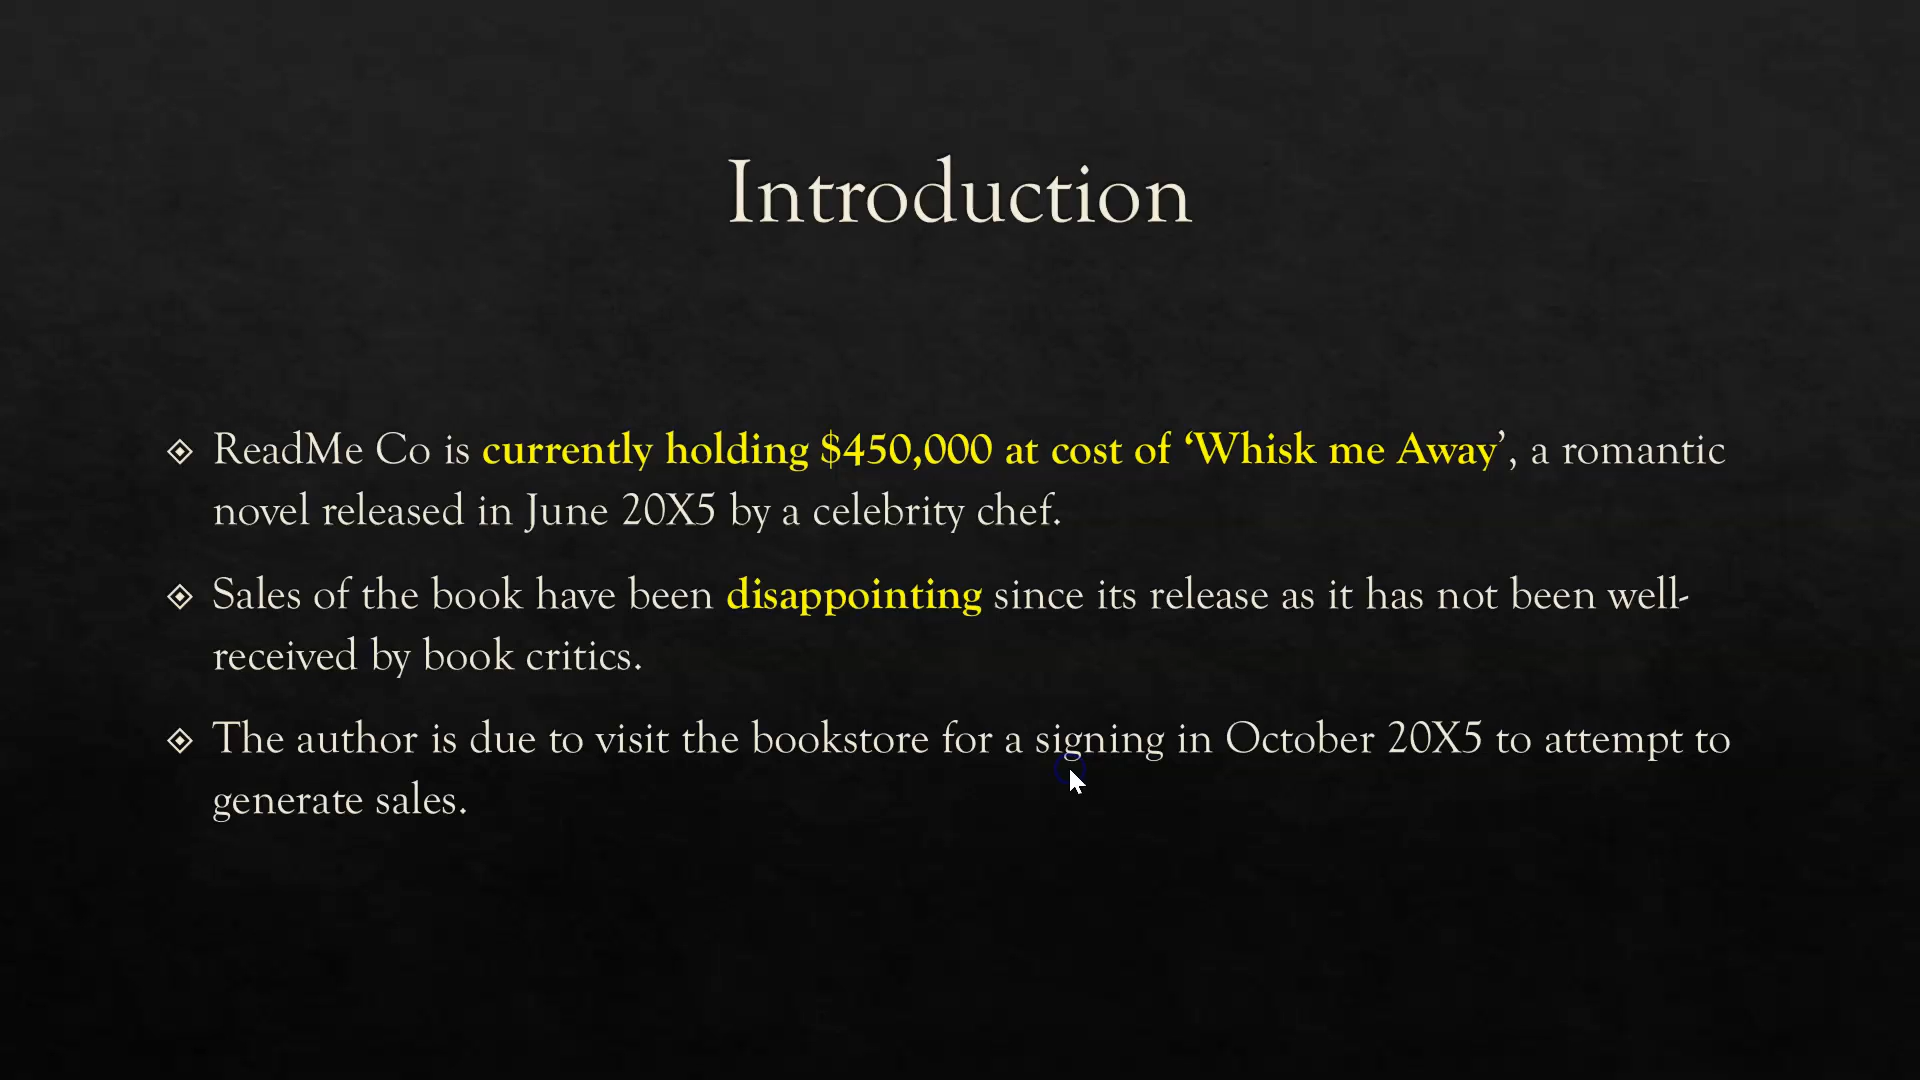 Introduction
ReadMe Co is currently holding $450,000 at cost of ‘Whisk me Away’, a romantic
novel released in June 20X5 by a celebrity chef.
Sales of the book have been disappointing since its release as it has not been well-
received by book critics.
The author is due to visit the bookstore for a signing in October 20X5 to attempt to
generate sales.